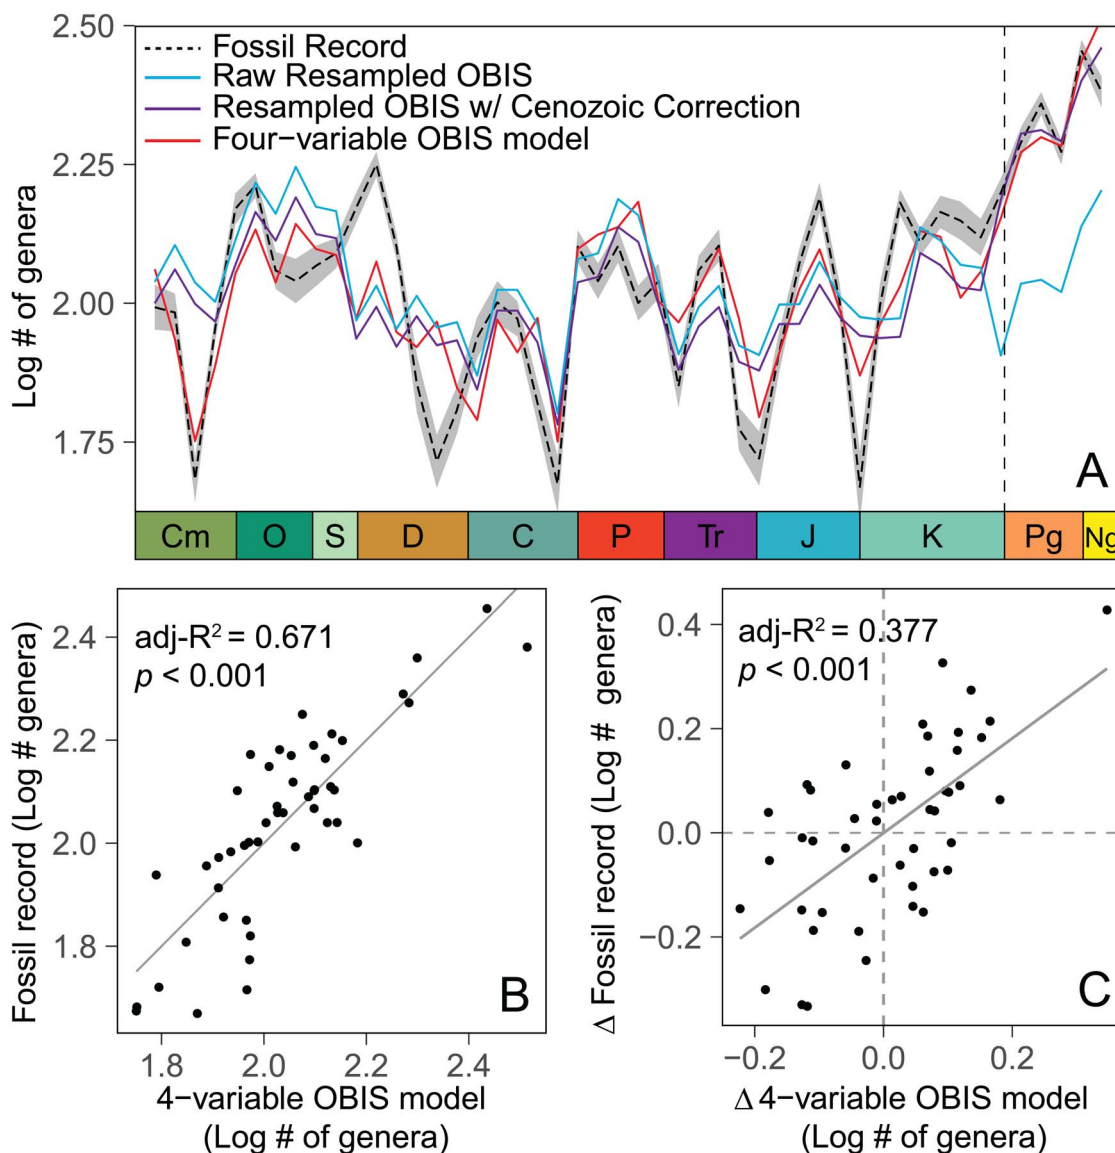 2.50
2.25
2.00
1.75
Log # of genera
Fossil Record
Raw Resampled OBIS
Resampled OBIS w/ Cenozoic Correction
Four−variable OBIS model
A
Cm O S D C P Tr J K Pg Ng
adj-R² = 0.671
p < 0.001
2.4
2.2
2.0
1.8
Fossil record (Log # genera)
B
1.8 2.0 2.2 2.4
4−variable OBIS model
(Log # of genera)
adj-R² = 0.377
p < 0.001
0.4
0.2
0.0
−0.2
Δ Fossil record (Log # genera)
C
−0.2 0.0 0.2
Δ 4−variable OBIS model
(Log # of genera)